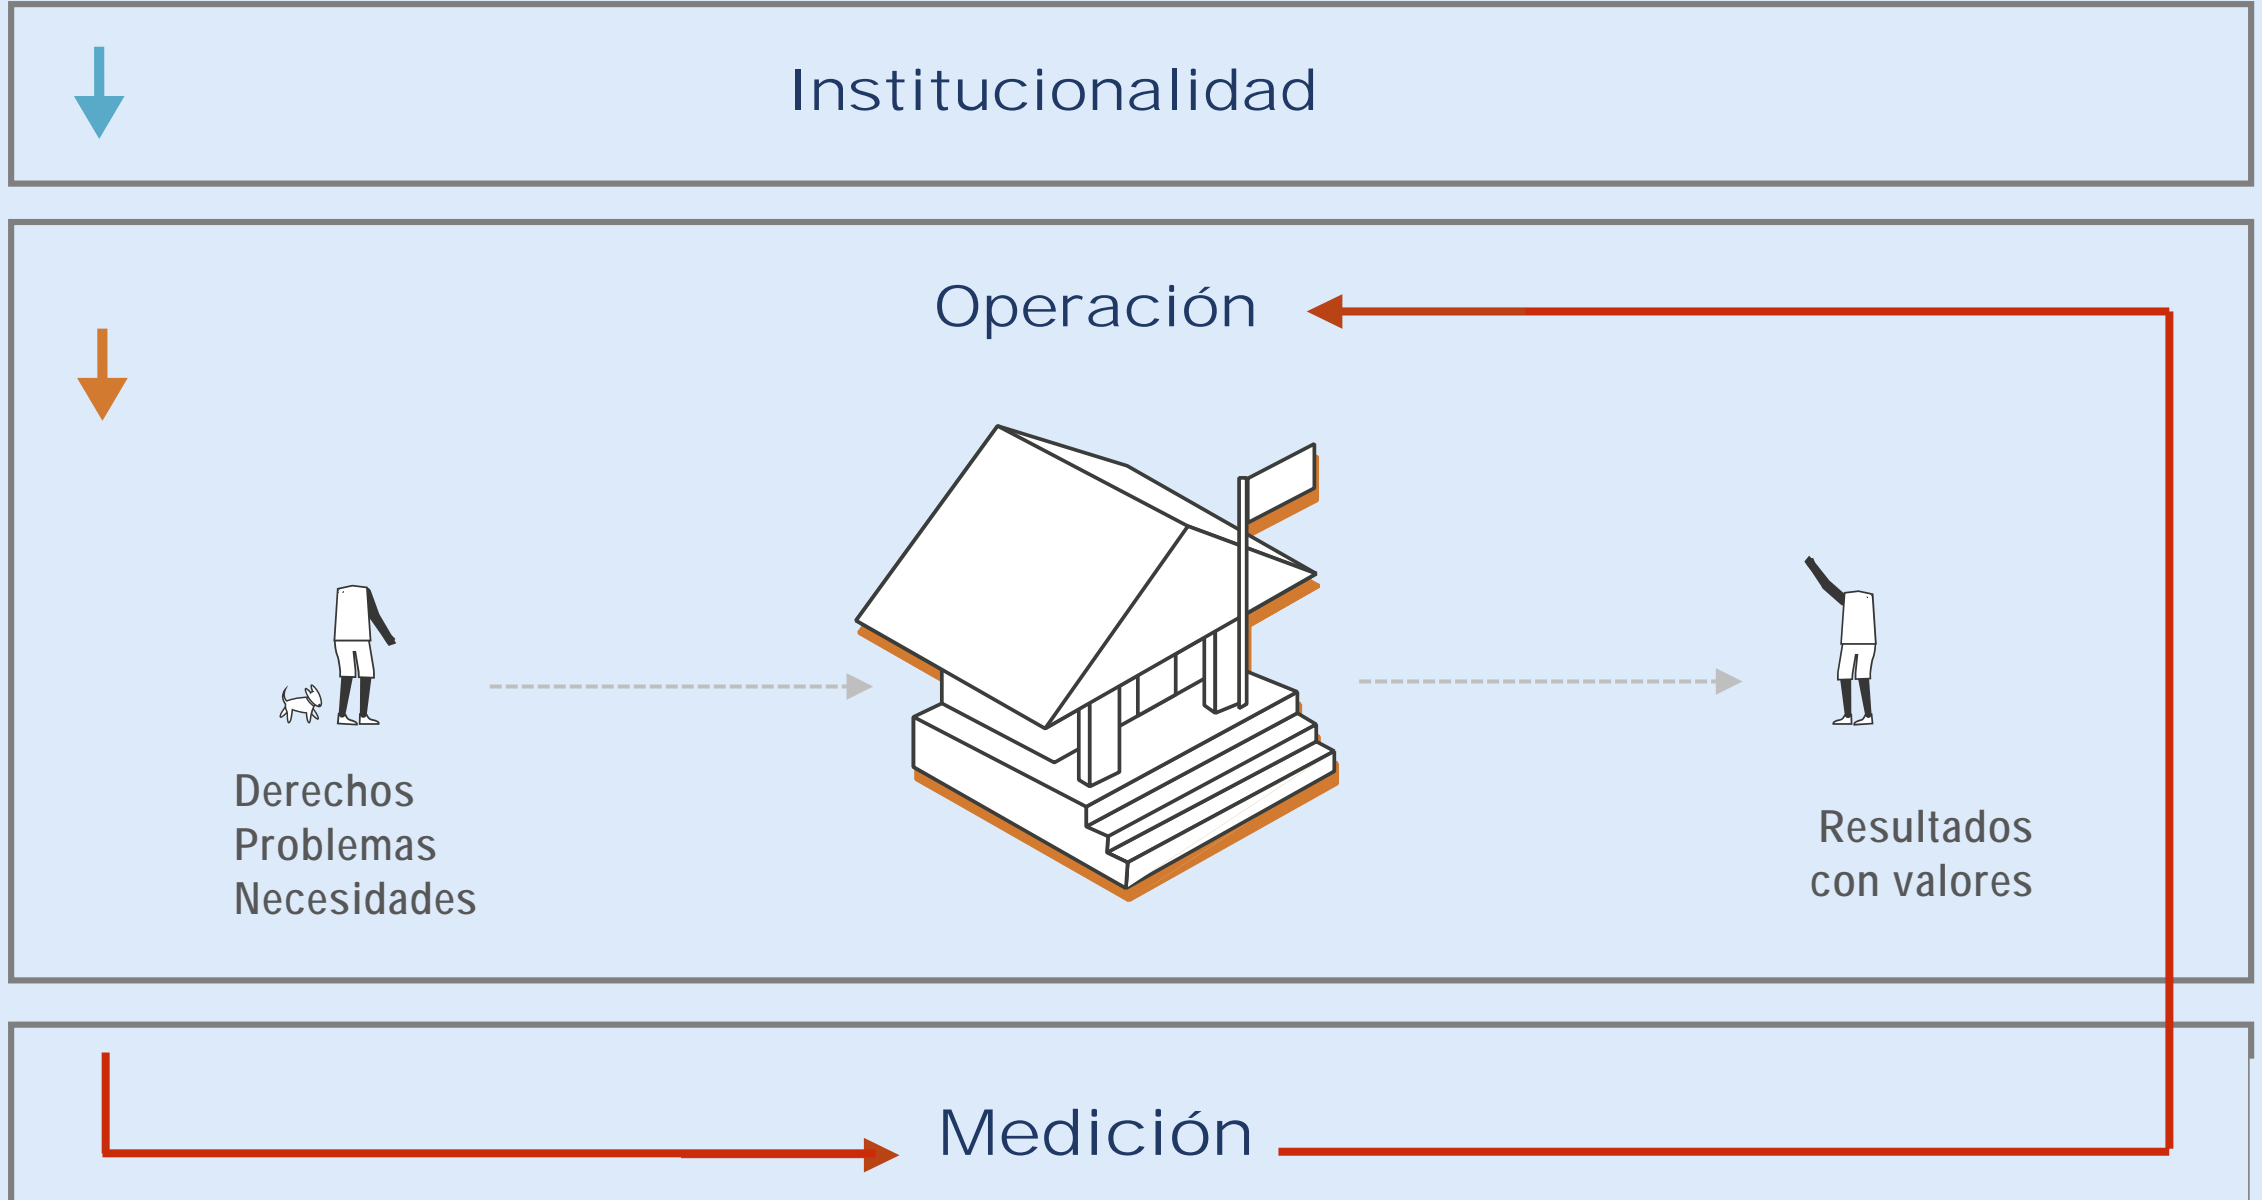 Institucionalidad
Operación
Derechos
Problemas
Necesidades
Resultados
con valores
Medición